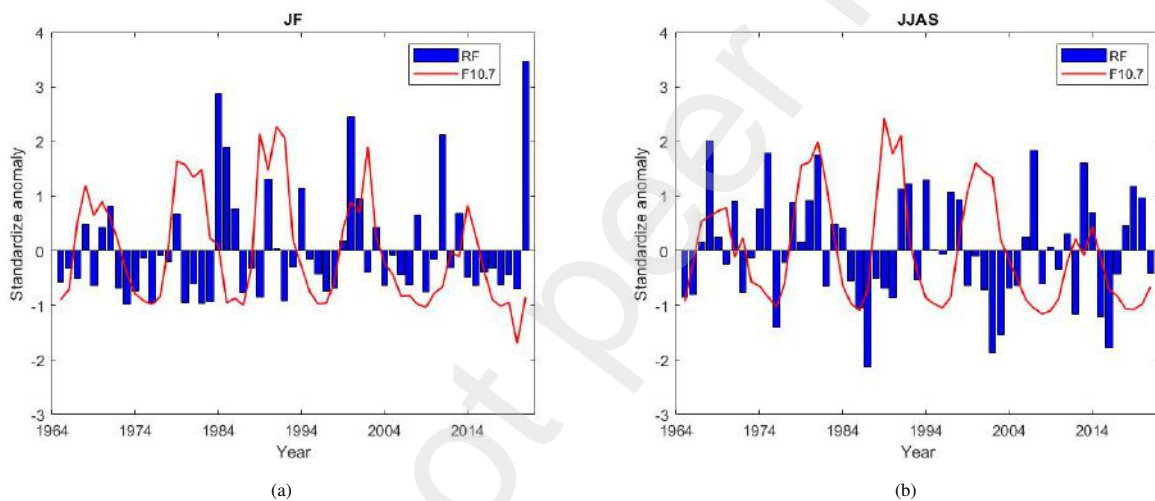 JF
4
3
2
1
0
-1
-2
-3
Standardize anomaly
RF
F10.7
1964 1974 1984 1994 2004 2014
Year
(a)
JJAS
4
3
2
1
0
-1
-2
-3
Standardize anomaly
RF
F10.7
1964 1974 1984 1994 2004 2014
Year
(b)
ot peer